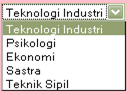 Teknologi Industri
Teknologi Industri
Psikologi
Ekonomi
Sastra
Teknik Sipil